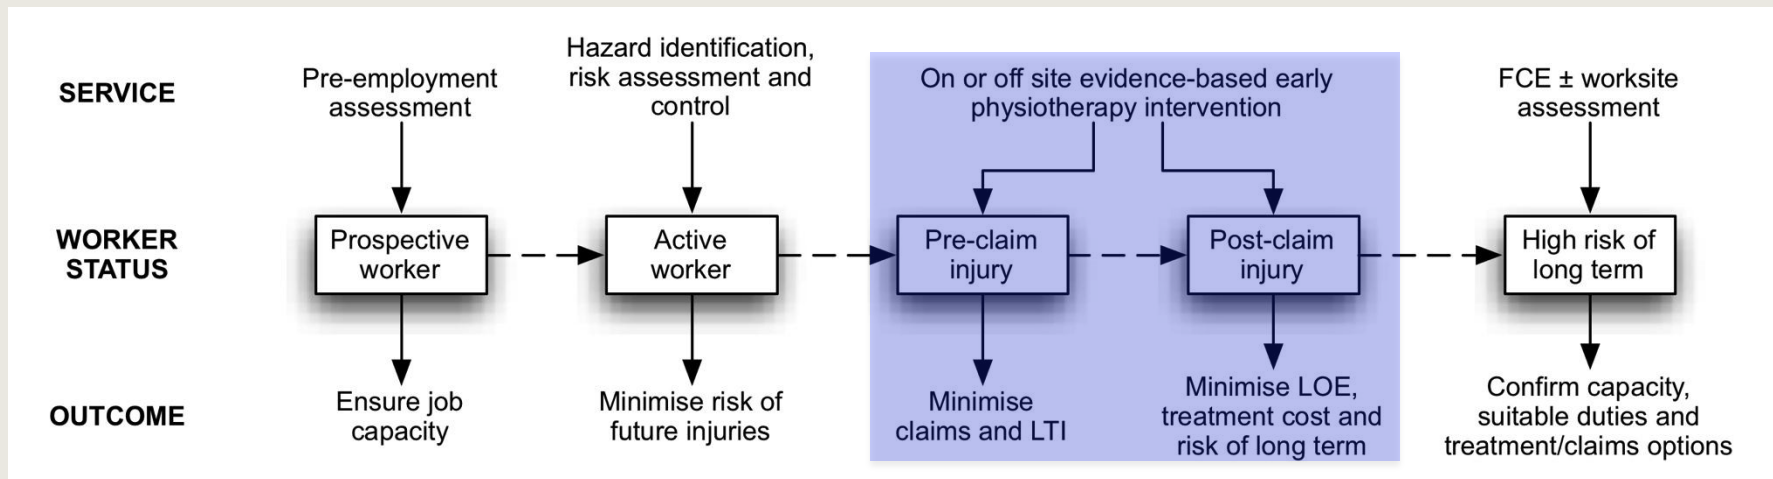 SERVICE
Pre-employment
assessment
Hazard identification,
risk assessment and
control
On or off site evidence-based early
physiotherapy intervention
FCE ± worksite
assessment
WORKER
STATUS
Prospective
worker
Active
worker
Pre-claim
injury
Post-claim
injury
High risk of
long term
OUTCOME
Ensure job
capacity
Minimise risk of
future injuries
Minimise
claims and LTI
Minimise LOE,
treatment cost and
risk of long term
Confirm capacity,
suitable duties and
treatment/claims options